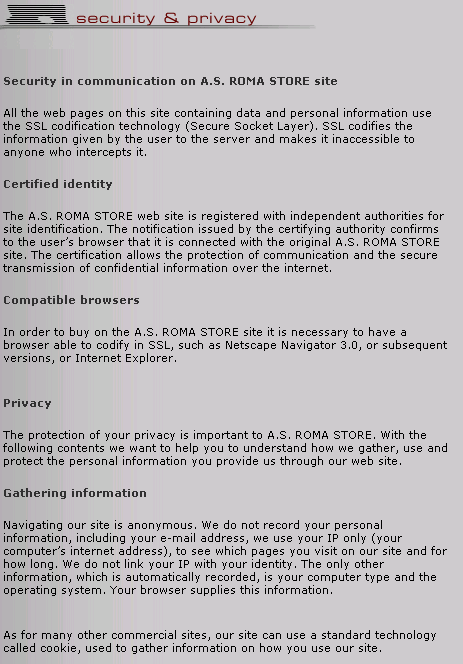 security & privacy
Security in communication on A.S. ROMA STORE site
All the web pages on this site containing data and personal information use
the SSL codification technology (Secure Socket Layer). SSL codifies the
information given by the user to the server and makes it inaccessible to
anyone who intercepts it.
Certified identity
The A.S. ROMA STORE web site is registered with independent authorities for
site identification. The notification issued by the certifying authority confirms
to the user's browser that it is connected with the original A.S. ROMA STORE
site. The certification allows the protection of communication and the secure
transmission of confidential information over the internet.
Compatible browsers
In order to buy on the A.S. ROMA STORE site it is necessary to have a
browser able to codify in SSL, such as Netscape Navigator 3.0, or subsequent
versions, or Internet Explorer.
Privacy
The protection of your privacy is important to A.S. ROMA STORE. With the
following contents we want to help you to understand how we gather, use and
protect the personal information you provide us through our web site.
Gathering information
Navigating our site is anonymous. We do not record your personal
information, including your e-mail address, we use your IP only (your
computer's internet address), to see which pages you visit on our site and for
how long. We do not link your IP with your identity. The only other
information, which is automatically recorded, is your computer type and the
operating system. Your browser supplies this information.
As for many other commercial sites, our site can use a standard technology
called cookie, used to gather information on how you use our site.